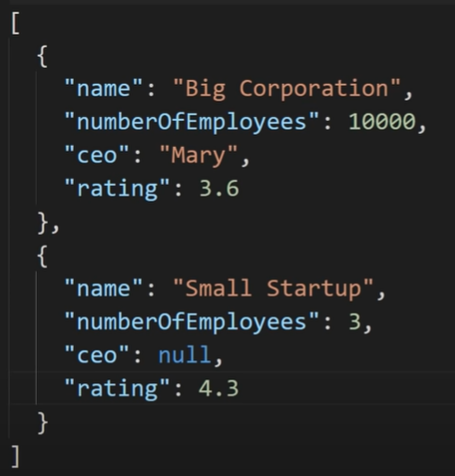 [
  {
    "name": "Big Corporation",
    "numberOfEmployees": 10000,
    "ceo": "Mary",
    "rating": 3.6
  },
  {
    "name": "Small Startup",
    "numberOfEmployees": 3,
    "ceo": null,
    "rating": 4.3
  }
]